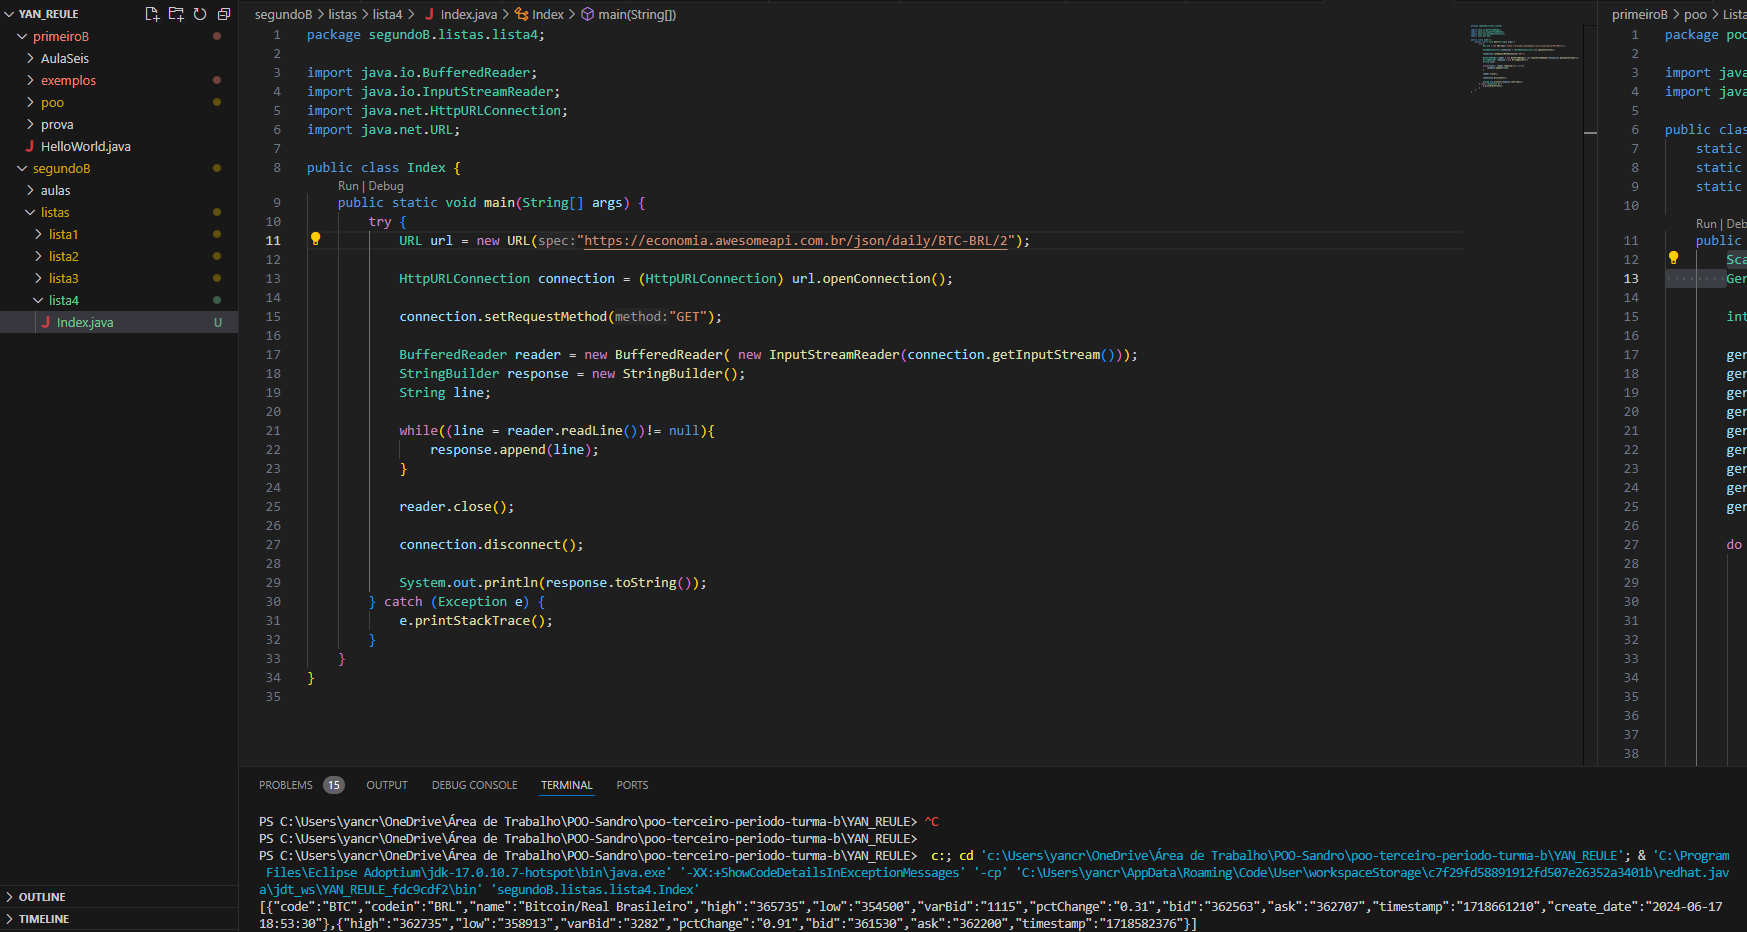 YAN_REULE
primeiroB
AulaSeis
exemplos
poo
prova
J HelloWorld.java
segundoB
aulas
listas
lista1
lista2
lista3
lista4
J Index.java U
OUTLINE
TIMELINE
segundoB > listas > lista4 > J Index.java > Index > main(String[])
1 package segundoB.listas.lista4;
2
3 import java.io.BufferedReader;
4 import java.io.InputStreamReader;
5 import java.net.HttpURLConnection;
6 import java.net.URL;
7
8 public class Index {
Run | Debug
9 public static void main(String[] args) {
10 try {
11 URL url = new URL(spec:"https://economia.awesomeapi.com.br/json/daily/BTC-BRL/2");
12
13 HttpURLConnection connection = (HttpURLConnection) url.openConnection();
14
15 connection.setRequestMethod(method:"GET");
16
17 BufferedReader reader = new BufferedReader( new InputStreamReader(connection.getInputStream()));
18 StringBuilder response = new StringBuilder();
19 String line;
20
21 while((line = reader.readLine())!= null){
22 response.append(line);
23 }
24
25 reader.close();
26
27 connection.disconnect();
28
29 System.out.println(response.toString());
30 } catch (Exception e) {
31 e.printStackTrace();
32 }
33 }
34 }
35
primeiroB > poo > Lista
1 package poo
2
3 import java
4 import java
5
6 public clas
7 static
8 static
9 static
10
Run | Deb
11 public
12 Sca
13 Ger
14
15 int
16
17 ger
18 ger
19 ger
20 ger
21 ger
22 ger
23 ger
24 ger
25 ger
26
27 do
28
29
30
31
32
33
34
35
36
37
38
PROBLEMS 15 OUTPUT DEBUG CONSOLE TERMINAL PORTS
PS C:\Users\yancr\OneDrive\Área de Trabalho\POO-Sandro\poo-terceiro-periodo-turma-b\YAN_REULE> ^C
PS C:\Users\yancr\OneDrive\Área de Trabalho\POO-Sandro\poo-terceiro-periodo-turma-b\YAN_REULE>
PS C:\Users\yancr\OneDrive\Área de Trabalho\POO-Sandro\poo-terceiro-periodo-turma-b\YAN_REULE> c:; cd 'c:\Users\yancr\OneDrive\Área de Trabalho\POO-Sandro\poo-terceiro-periodo-turma-b\YAN_REULE'; & 'C:\Program
Files\Eclipse Adoptium\jdk-17.0.10.7-hotspot\bin\java.exe' '-XX:+ShowCodeDetailsInExceptionMessages' '-cp' 'C:\Users\yancr\AppData\Roaming\Code\User\workspaceStorage\c7f29fd58891912fd507e26352a3401b\redhat.jav
a\jdt_ws\YAN_REULE_fdc9cdf2\bin' 'segundoB.listas.lista4.Index'
[{"code":"BTC","codein":"BRL","name":"Bitcoin/Real Brasileiro","high":"365735","low":"354500","varBid":"1115","pctChange":"0.31","bid":"362563","ask":"362707","timestamp":"1718661210","create_date":"2024-06-17
18:53:30"},{"high":"362735","low":"358913","varBid":"3282","pctChange":"0.91","bid":"361530","ask":"362200","timestamp":"1718582376"}]